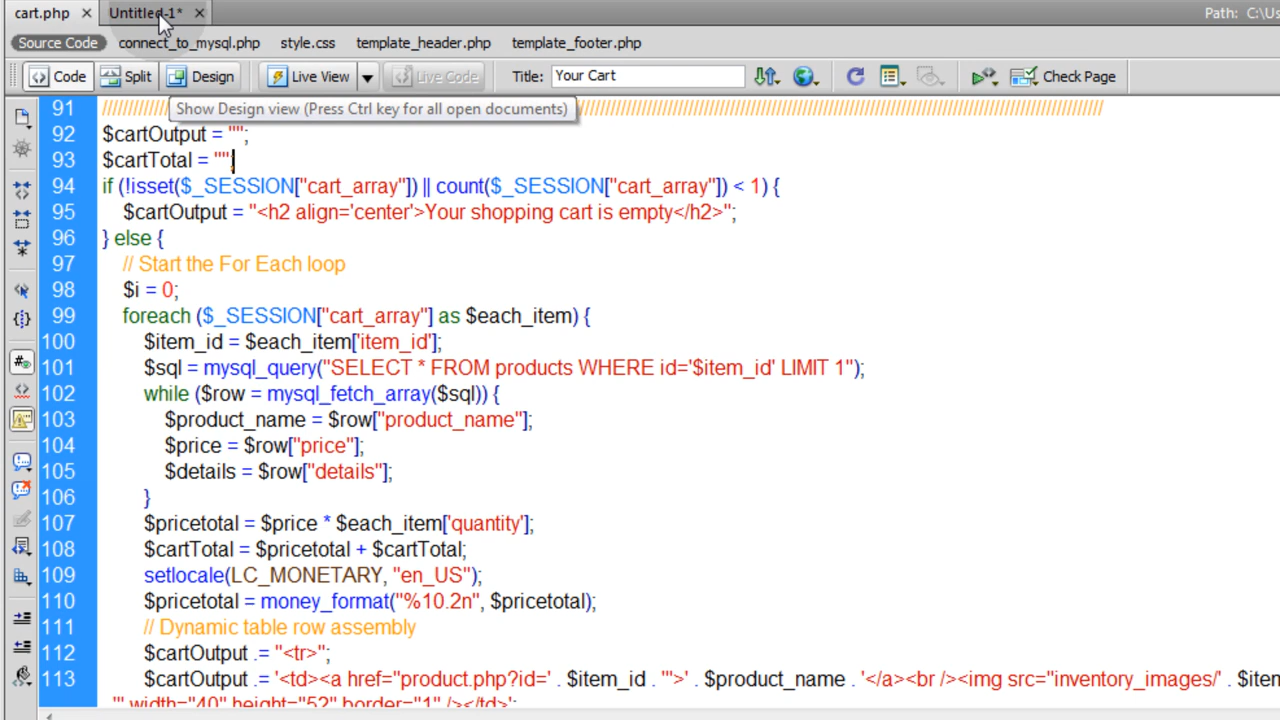 cart.php × Untitled-1* × Path: C:\Us
Source Code connect_to_mysql.php style.css template_header.php template_footer.php
Code Split Design Live View Live Code Title: Your Cart Check Page
Show Design view (Press Ctrl key for all open documents)
91 ////////////////////////////////////////////////////////////////////////////////////////////////////
92 $cartOutput = "";
93 $cartTotal = "";
94 if (!isset($_SESSION["cart_array"]) || count($_SESSION["cart_array"]) < 1) {
95 $cartOutput = "<h2 align='center'>Your shopping cart is empty</h2>";
96 } else {
97 // Start the For Each loop
98 $i = 0;
99 foreach ($_SESSION["cart_array"] as $each_item) {
100 $item_id = $each_item['item_id'];
101 $sql = mysql_query("SELECT * FROM products WHERE id='$item_id' LIMIT 1");
102 while ($row = mysql_fetch_array($sql)) {
103 $product_name = $row["product_name"];
104 $price = $row["price"];
105 $details = $row["details"];
106 }
107 $pricetotal = $price * $each_item['quantity'];
108 $cartTotal = $pricetotal + $cartTotal;
109 setlocale(LC_MONETARY, "en_US");
110 $pricetotal = money_format("%10.2n", $pricetotal);
111 // Dynamic table row assembly
112 $cartOutput .= "<tr>";
113 $cartOutput .= '<td><a href="product.php?id=' . $item_id . '">' . $product_name . '</a><br /><img src="inventory_images/' . $item
'" width="40" height="52" border="1" /></td>';